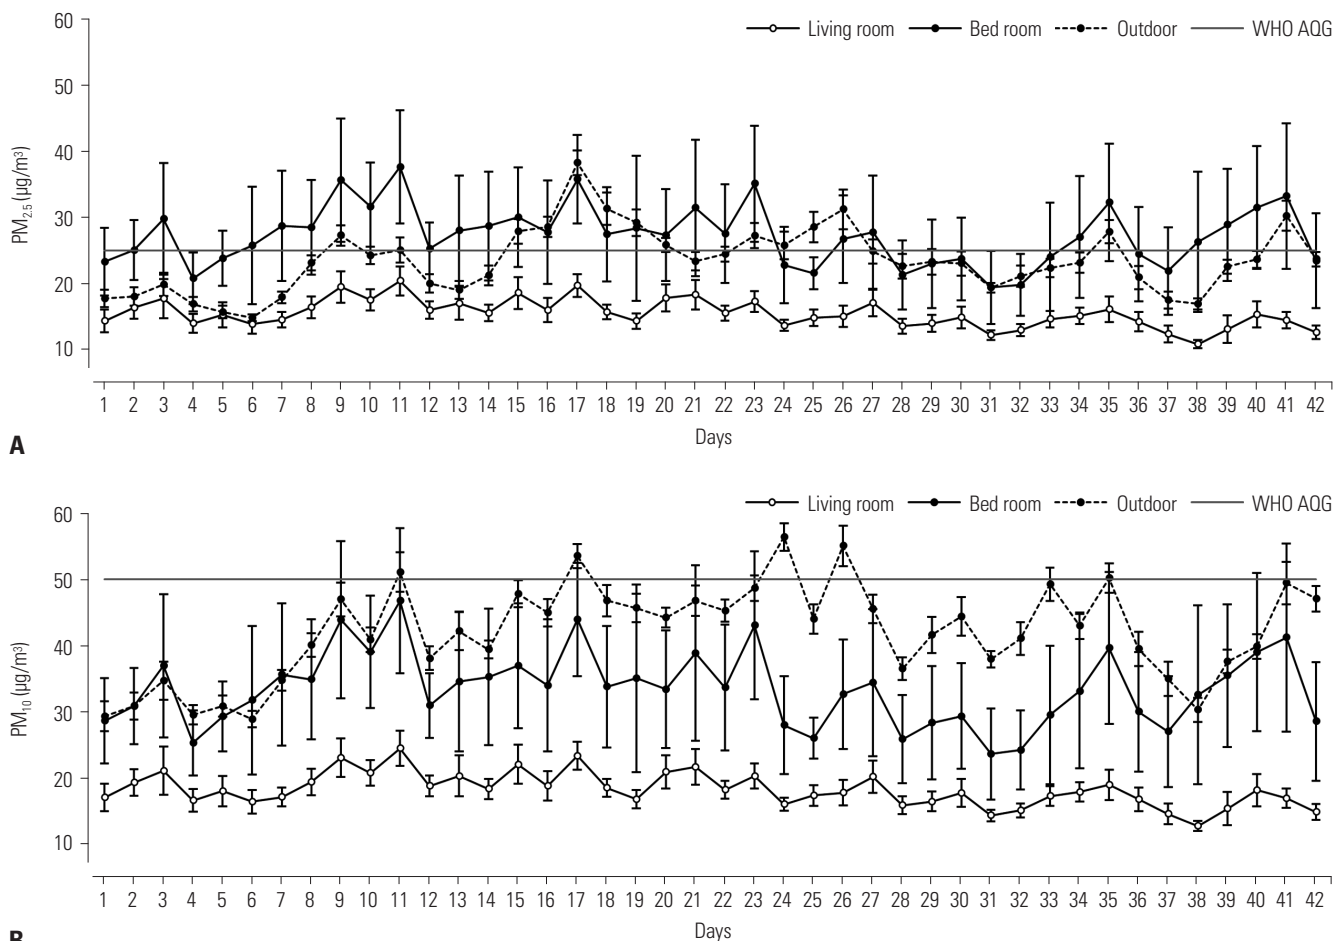 60
50
40
30
20
10
PM2.5 (µg/m³)
Living room Bed room Outdoor WHO AQG
1 2 3 4 5 6 7 8 9 10 11 12 13 14 15 16 17 18 19 20 21 22 23 24 25 26 27 28 29 30 31 32 33 34 35 36 37 38 39 40 41 42
Days
A
60
50
40
30
20
10
PM10 (µg/m³)
Living room Bed room Outdoor WHO AQG
1 2 3 4 5 6 7 8 9 10 11 12 13 14 15 16 17 18 19 20 21 22 23 24 25 26 27 28 29 30 31 32 33 34 35 36 37 38 39 40 41 42
Days
B